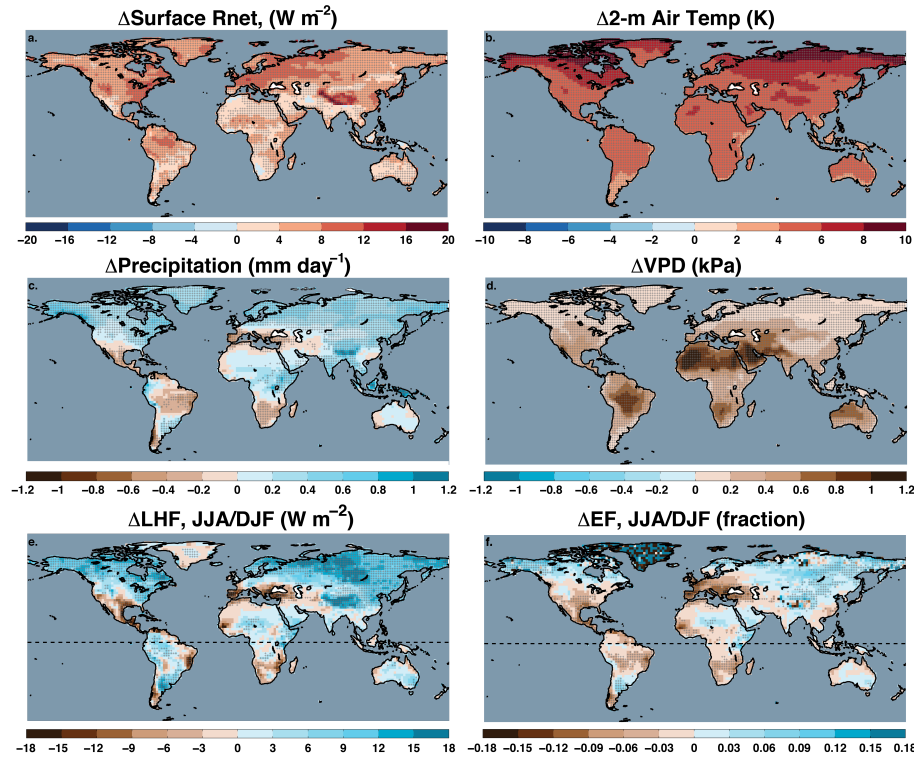 ΔSurface Rnet, (W m⁻²)
a.
−20 −16 −12 −8 −4 0 4 8 12 16 20
Δ2-m Air Temp (K)
b.
−10 −8 −6 −4 −2 0 2 4 6 8 10
ΔPrecipitation (mm day⁻¹)
c.
−1.2 −1 −0.8 −0.6 −0.4 −0.2 0 0.2 0.4 0.6 0.8 1 1.2
ΔVPD (kPa)
d.
−1.2 −1 −0.8 −0.6 −0.4 −0.2 0 0.2 0.4 0.6 0.8 1 1.2
d.
ΔLHF, JJA/DJF (W m⁻²)
e.
−18 −15 −12 −9 −6 −3 0 3 9 12 15 18
ΔEF, JJA/DJF (fraction)
f.
−0.18 −0.15 −0.12 −0.09 −0.06 −0.03 0 0.03 0.09 0.12 0.15 0.18